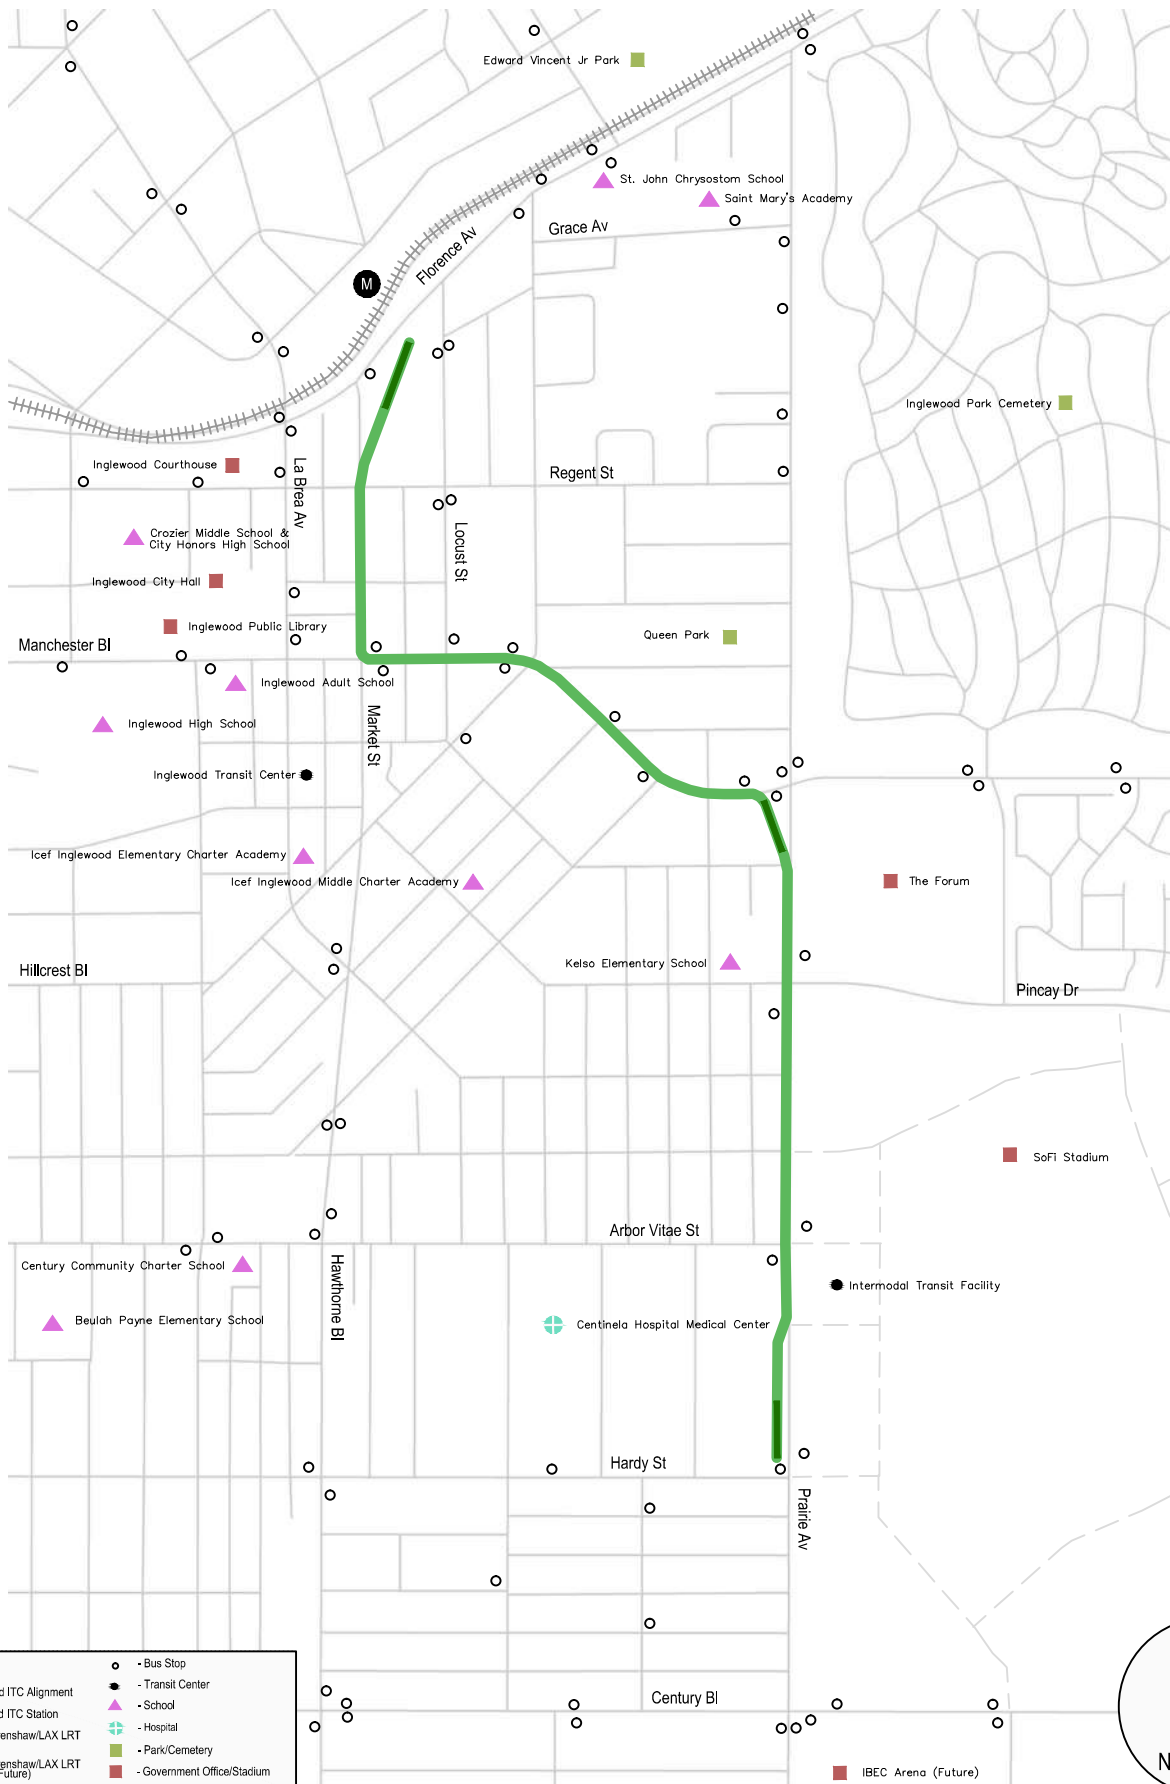 Edward Vincent Jr Park
St. John Chrysostom School
Saint Mary's Academy
Grace Av
Florence Av
M
Inglewood Park Cemetery
Inglewood Courthouse
La Brea Av
Regent St
Crozier Middle School &
City Honors High School
Locust St
Inglewood City Hall
Inglewood Public Library
Queen Park
Manchester Bl
Inglewood Adult School
Inglewood High School
Market St
Inglewood Transit Center
Icef Inglewood Elementary Charter Academy
Icef Inglewood Middle Charter Academy
The Forum
Kelso Elementary School
Hillcrest Bl
Pincay Dr
SoFi Stadium
Arbor Vitae St
Century Community Charter School
Hawthorne Bl
Intermodal Transit Facility
Beulah Payne Elementary School
Centinela Hospital Medical Center
Hardy St
Prairie Av
Century Bl
IBEC Arena (Future)
d ITC Alignment
d ITC Station
renshaw/LAX LRT
renshaw/LAX LRT
Future)
- Bus Stop
- Transit Center
- School
- Hospital
- Park/Cemetery
- Government Office/Stadium
N